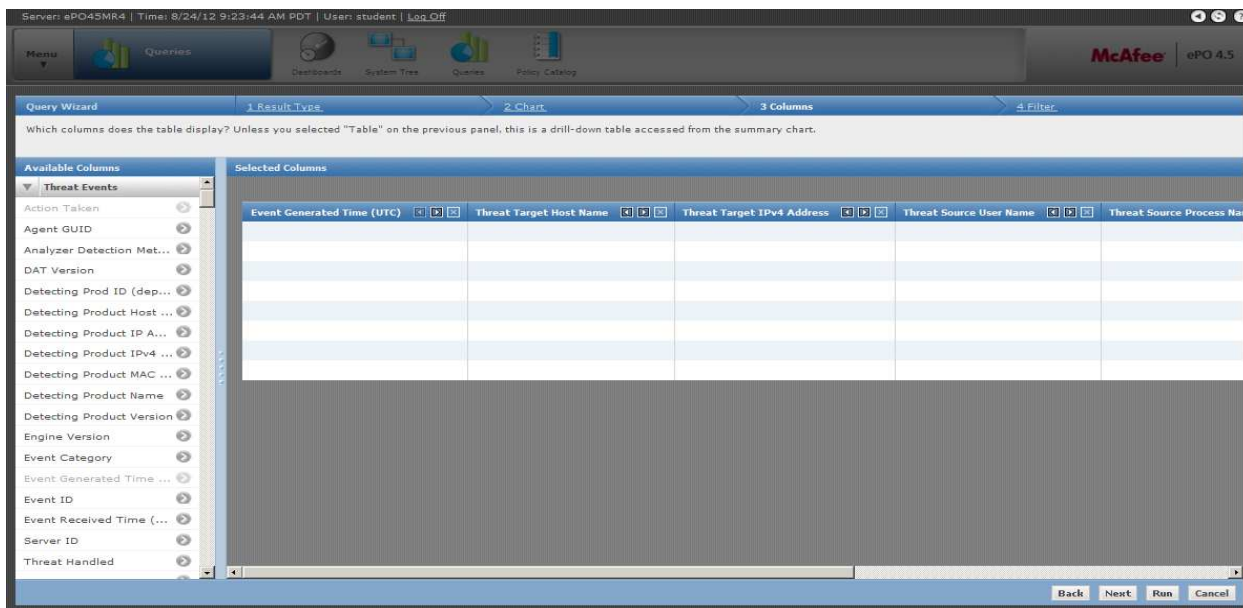 Server: ePO45MR4 | Time: 8/24/12 9:23:44 AM PDT | User: student | Log Off
Menu
Queries
Dashboards
System Tree
Queries
Policy Catalog
McAfee
ePO 4.5
Query Wizard
1 Result Type
2 Chart
3 Columns
4 Filter
Which columns does the table display? Unless you selected "Table" on the previous panel, this is a drill-down table accessed from the summary chart.
Available Columns
Selected Columns
Threat Events
Event Generated Time (UTC)
Threat Target Host Name
Threat Target IPv4 Address
Threat Source User Name
Threat Source Process Na
Action Taken
Agent GUID
Analyzer Detection Met...
DAT Version
Detecting Prod ID (dep...
Detecting Product Host ...
Detecting Product IP A...
Detecting Product IPv4 ...
Detecting Product MAC ...
Detecting Product Name
Detecting Product Version
Engine Version
Event Category
Event Generated Time ...
Event ID
Event Received Time (...
Server ID
Threat Handled
Back
Next
Run
Cancel